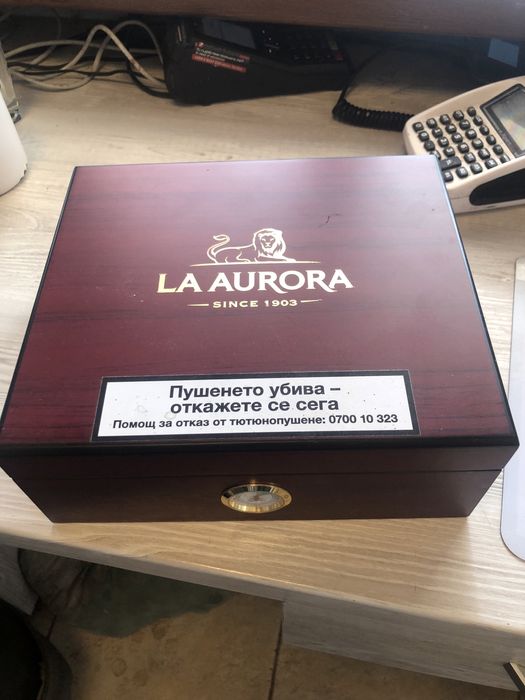 LA AURORA
SINCE 1903
Пушенето убива –
откажете се сега
Помощ за отказ от тютюнопушене: 0700 10 323